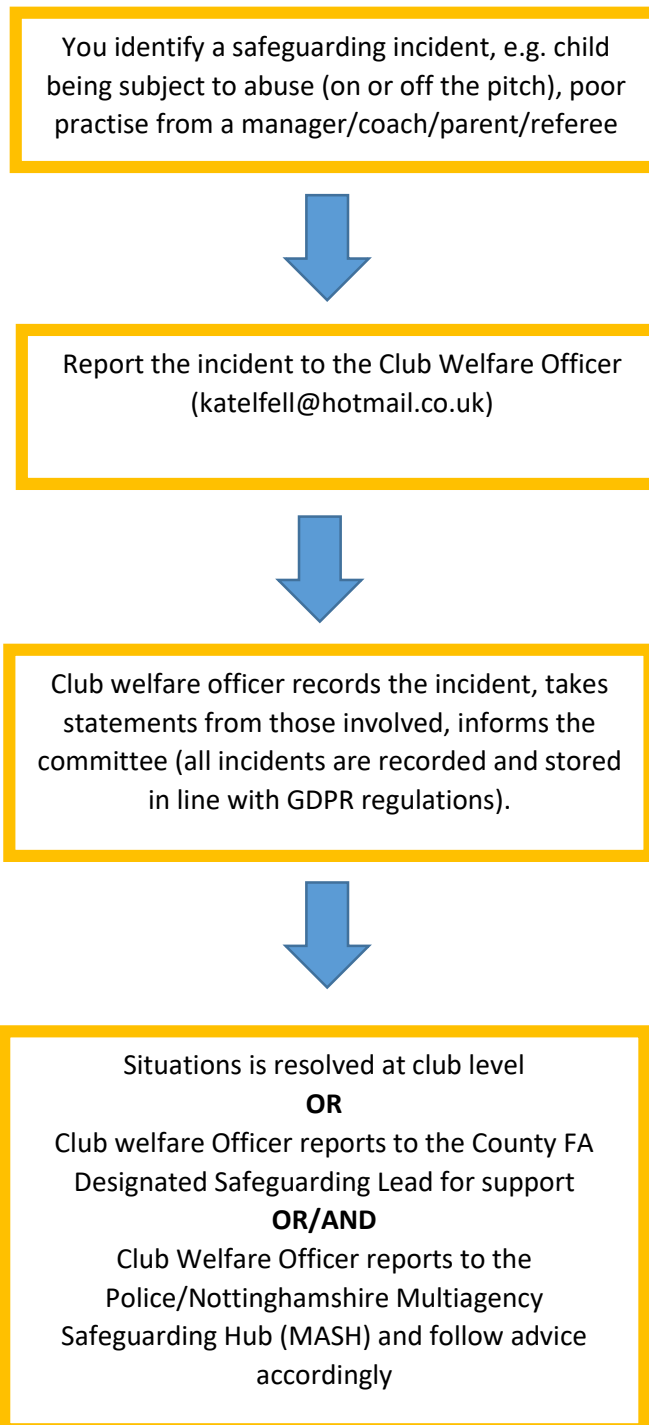 You identify a safeguarding incident, e.g. child
being subject to abuse (on or off the pitch), poor
practise from a manager/coach/parent/referee
Report the incident to the Club Welfare Officer
(katelfell@hotmail.co.uk)
Club welfare officer records the incident, takes
statements from those involved, informs the
committee (all incidents are recorded and stored
in line with GDPR regulations).
Situations is resolved at club level
OR
Club welfare Officer reports to the County FA
Designated Safeguarding Lead for support
OR/AND
Club Welfare Officer reports to the
Police/Nottinghamshire Multiagency
Safeguarding Hub (MASH) and follow advice
accordingly